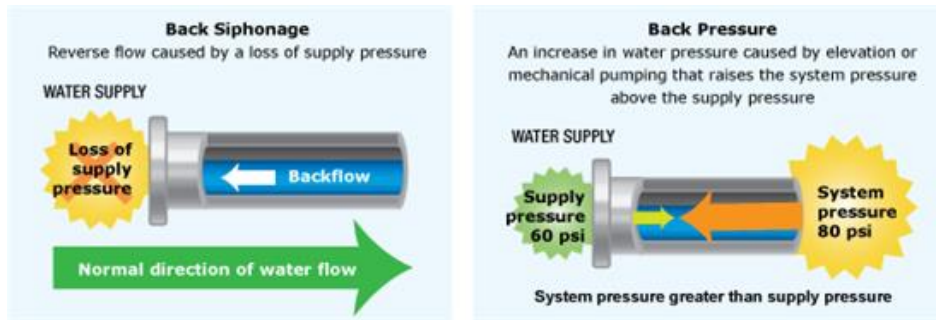 Back Siphonage
Reverse flow caused by a loss of supply pressure
WATER SUPPLY
Loss of
supply
pressure
Backflow
Normal direction of water flow
Back Pressure
An increase in water pressure caused by elevation or
mechanical pumping that raises the system pressure
above the supply pressure
WATER SUPPLY
Supply
pressure
60 psi
System
pressure
80 psi
System pressure greater than supply pressure